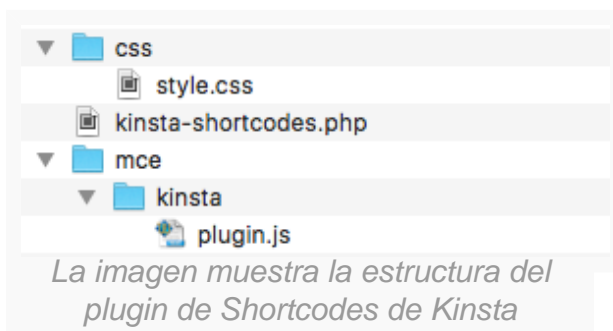 css
style.css
kinsta-shortcodes.php
mce
kinsta
plugin.js
La imagen muestra la estructura del
plugin de Shortcodes de Kinsta